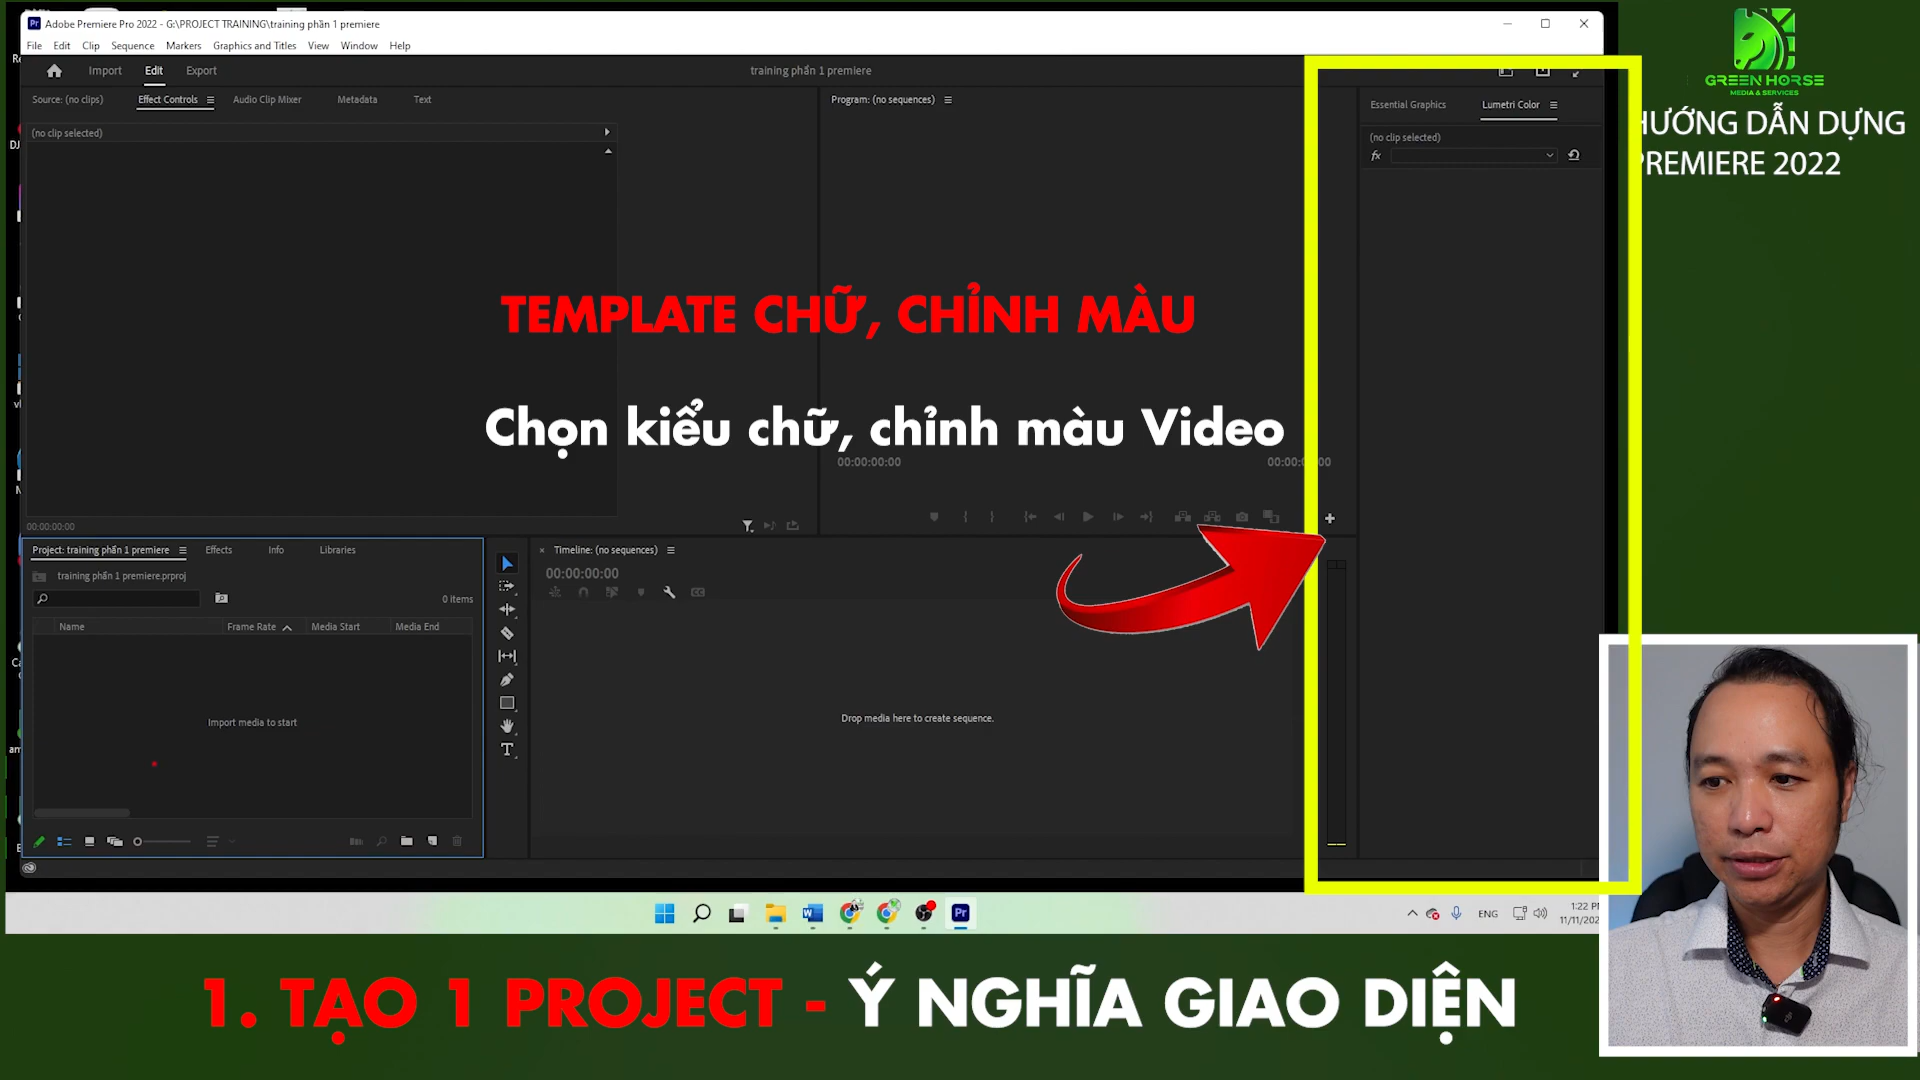 Adobe Premiere Pro 2022 - G:\PROJECT TRAINING\training phần 1 premiere
File Edit Clip Sequence Markers Graphics and Titles View Window Help
Import Edit Export
training phần 1 premiere
GREEN HORSE
MEDIA & SERVICES
HƯỚNG DẪN DỰNG
PREMIERE 2022
Source: (no clips) Effect Controls Audio Clip Mixer Metadata Text
Program: (no sequences)
Essential Graphics Lumetri Color
(no clip selected)
(no clip selected)
fx
TEMPLATE CHỮ, CHỈNH MÀU
Chọn kiểu chữ, chỉnh màu Video
00:00:00:00
00:00:00:00
Project: training phần 1 premiere Effects Info Libraries
training phần 1 premiere.prproj
0 items
Name Frame Rate Media Start Media End
Import media to start
Timeline: (no sequences)
00:00:00:00
Drop media here to create sequence.
ENG
1:22
11/11/202
1. TẠO 1 PROJECT - Ý NGHĨA GIAO DIỆN